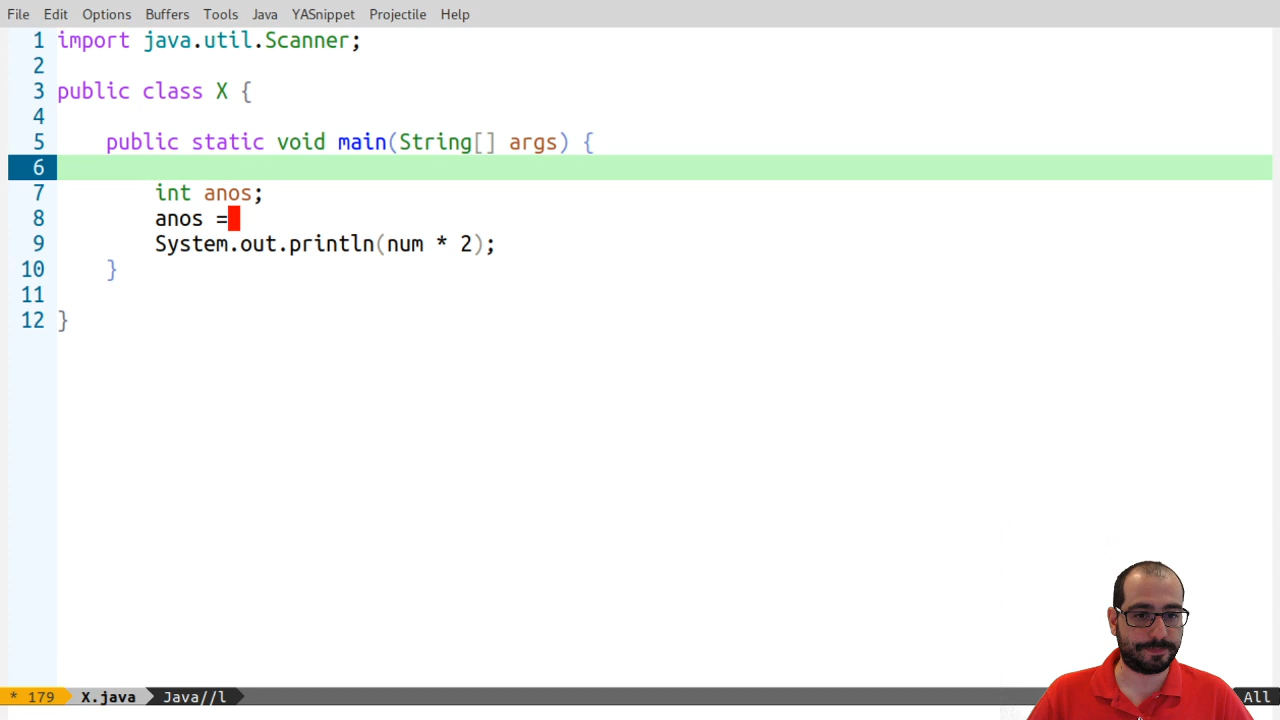 File Edit Options Buffers Tools Java YASnippet Projectile Help
1 import java.util.Scanner;
2
3 public class X {
4
5 public static void main(String[] args) {
6
7 int anos;
8 anos =
9 System.out.println(num * 2);
10 }
11
12 }
* 179 X.java Java//l All